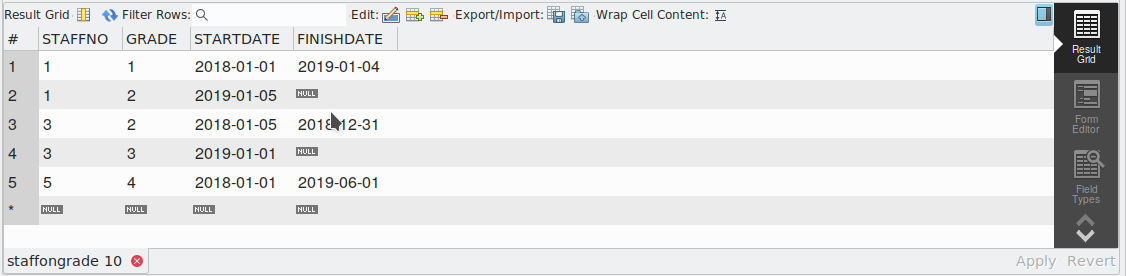 Result Grid Filter Rows: Edit: Export/Import: Wrap Cell Content: IA
# STAFFNO GRADE STARTDATE FINISHDATE
1 1 1 2018-01-01 2019-01-04
2 1 2 2019-01-05 NULL
3 3 2 2018-01-05 2018-12-31
4 3 3 2019-01-01 NULL
5 5 4 2018-01-01 2019-06-01
* NULL NULL NULL NULL
Result
Grid
Form
Editor
Field
Types
staffongrade 10 Apply Revert